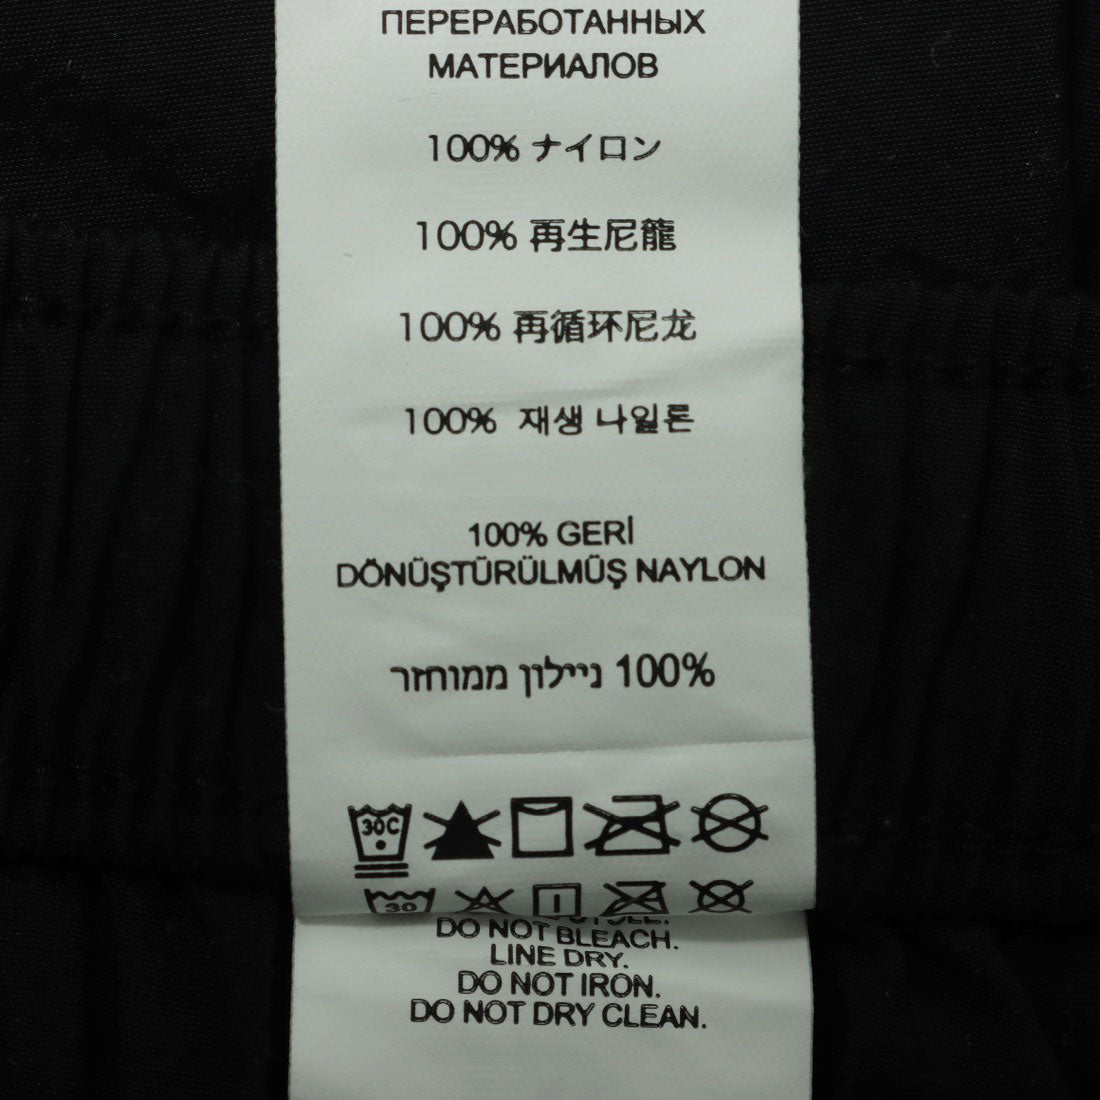 ПЕРЕРАБОТАННЫХ
МАТЕРИАЛОВ
100% ナイロン
100% 再生尼龍
100% 再循环尼龙
100% 재생 나일론
100% GERİ
DÖNÜŞTÜRÜLMÜŞ NAYLON
100% ניילון ממוחזר
30C
30
DO NOT BLEACH.
LINE DRY.
DO NOT IRON.
DO NOT DRY CLEAN.